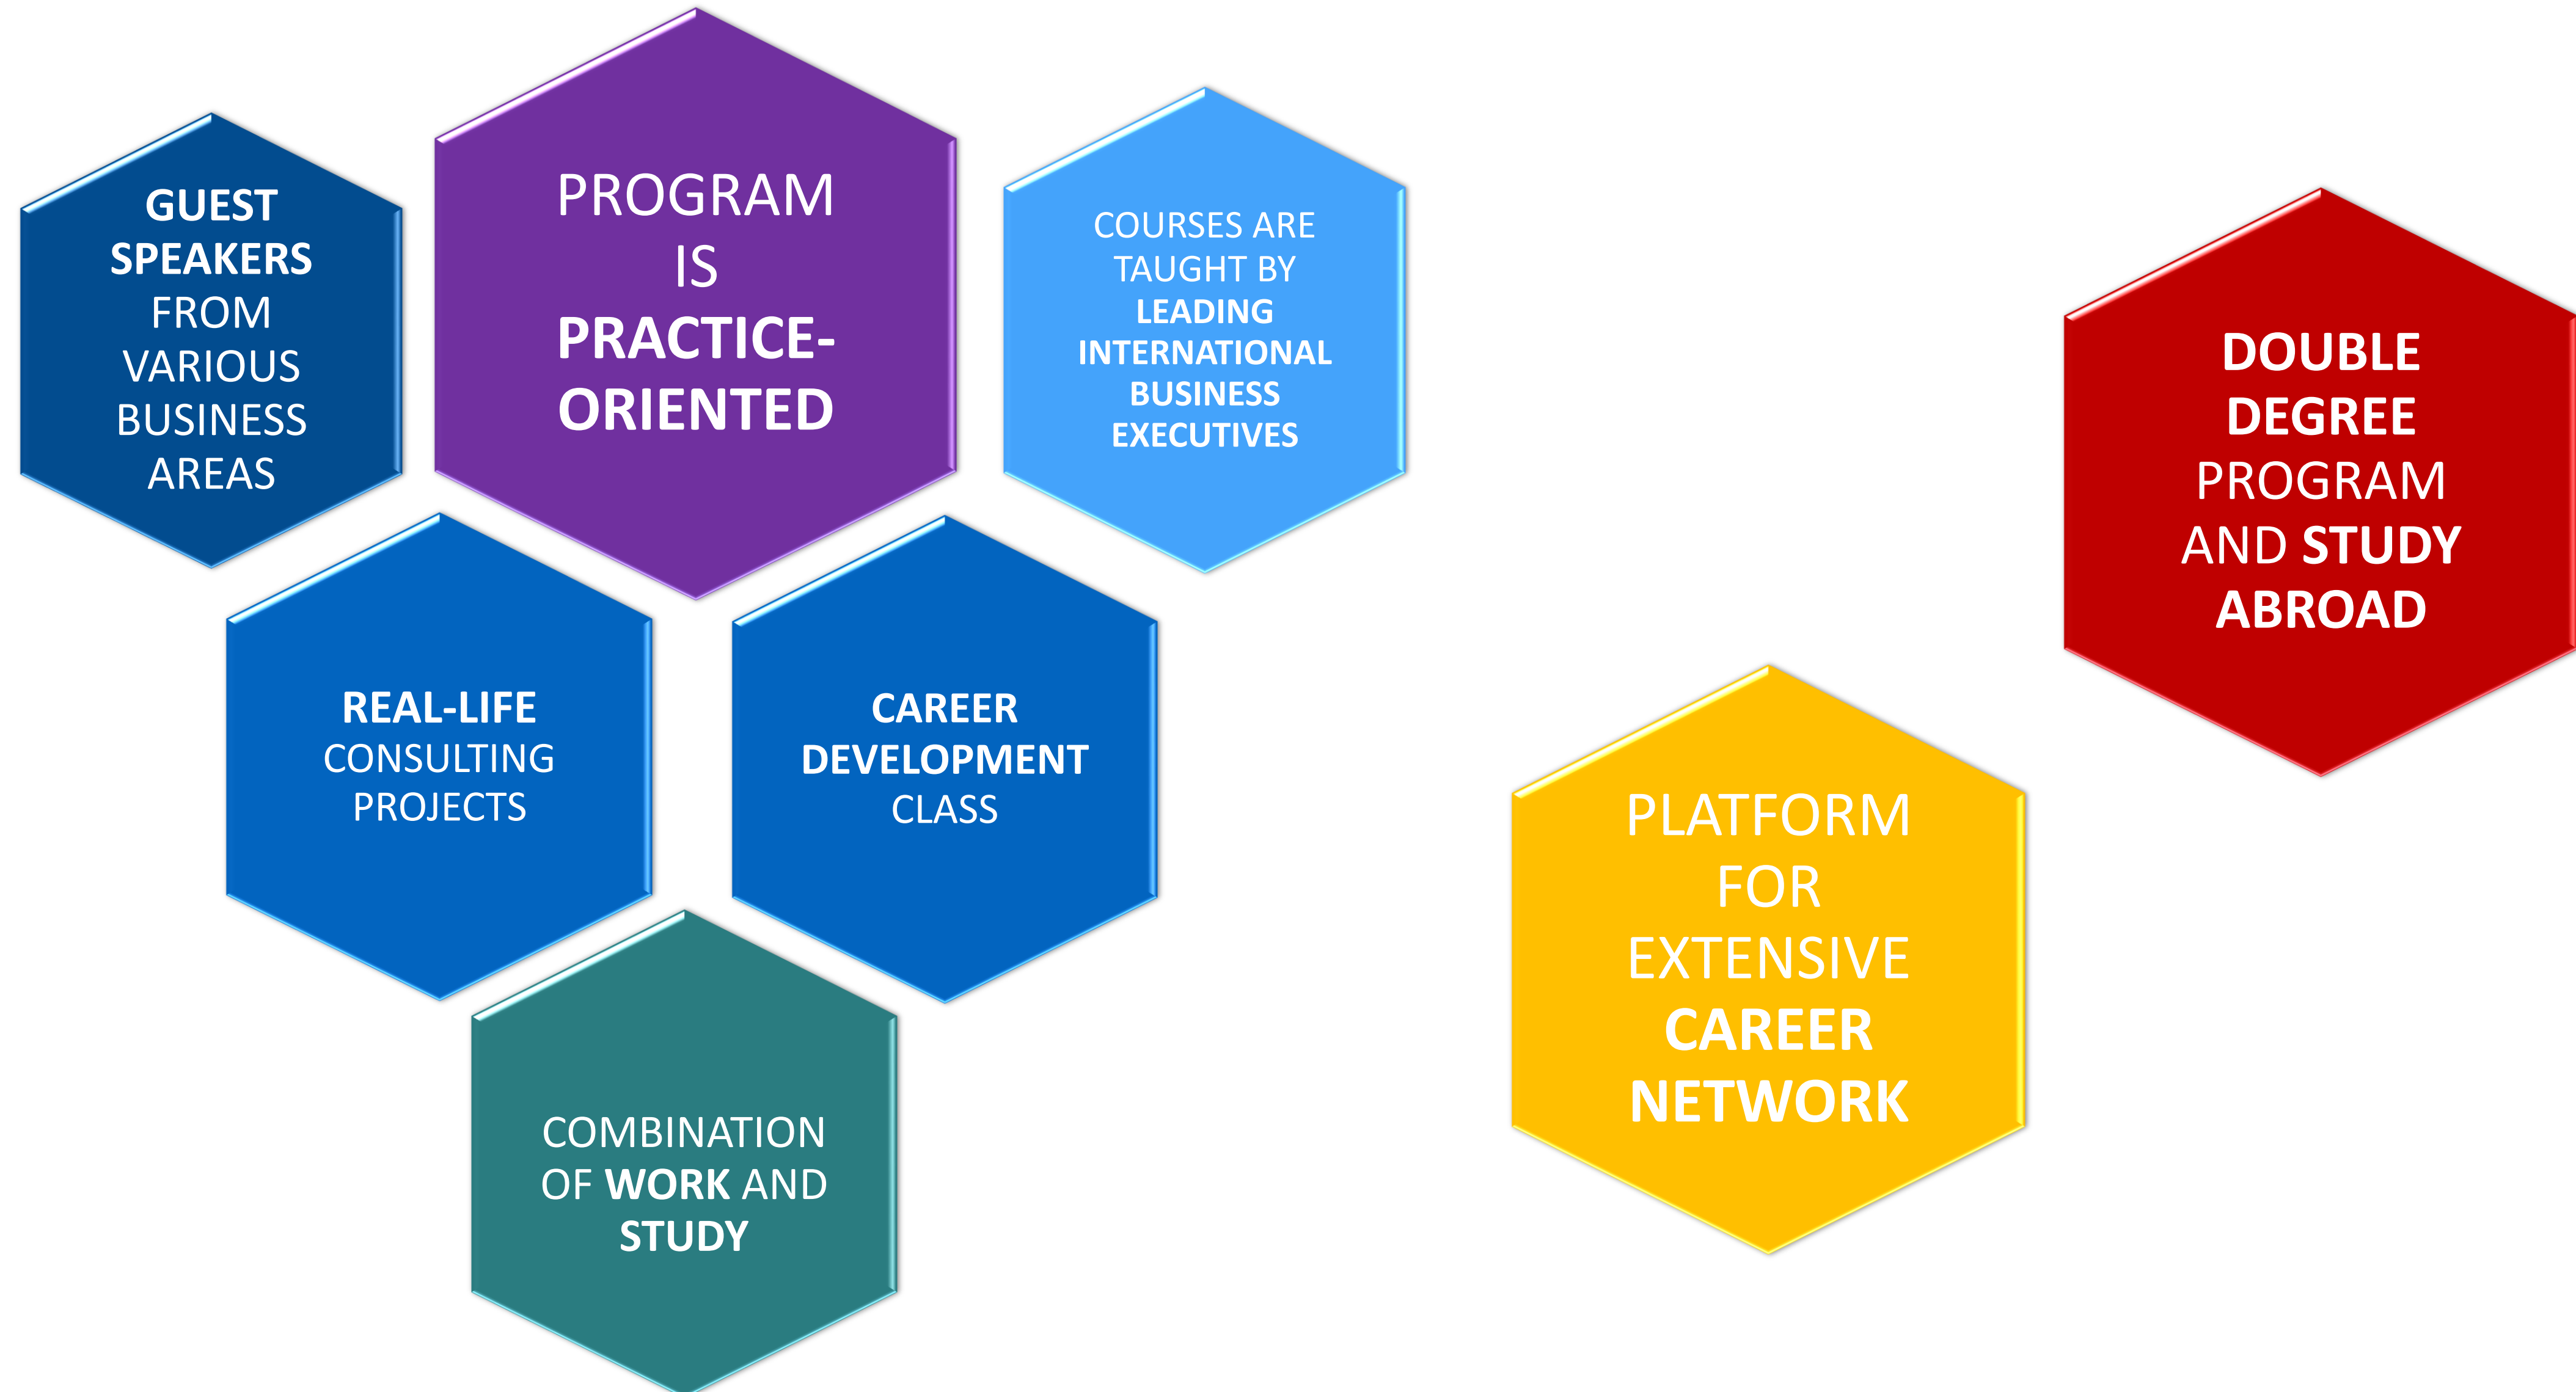 GUEST
SPEAKERS
FROM
VARIOUS
BUSINESS
AREAS
PROGRAM
IS
PRACTICE-
ORIENTED
COURSES ARE
TAUGHT BY
LEADING
INTERNATIONAL
BUSINESS
EXECUTIVES
DOUBLE
DEGREE
PROGRAM
AND STUDY
ABROAD
REAL-LIFE
CONSULTING
PROJECTS
CAREER
DEVELOPMENT
CLASS
PLATFORM
FOR
EXTENSIVE
CAREER
NETWORK
COMBINATION
OF WORK AND
STUDY